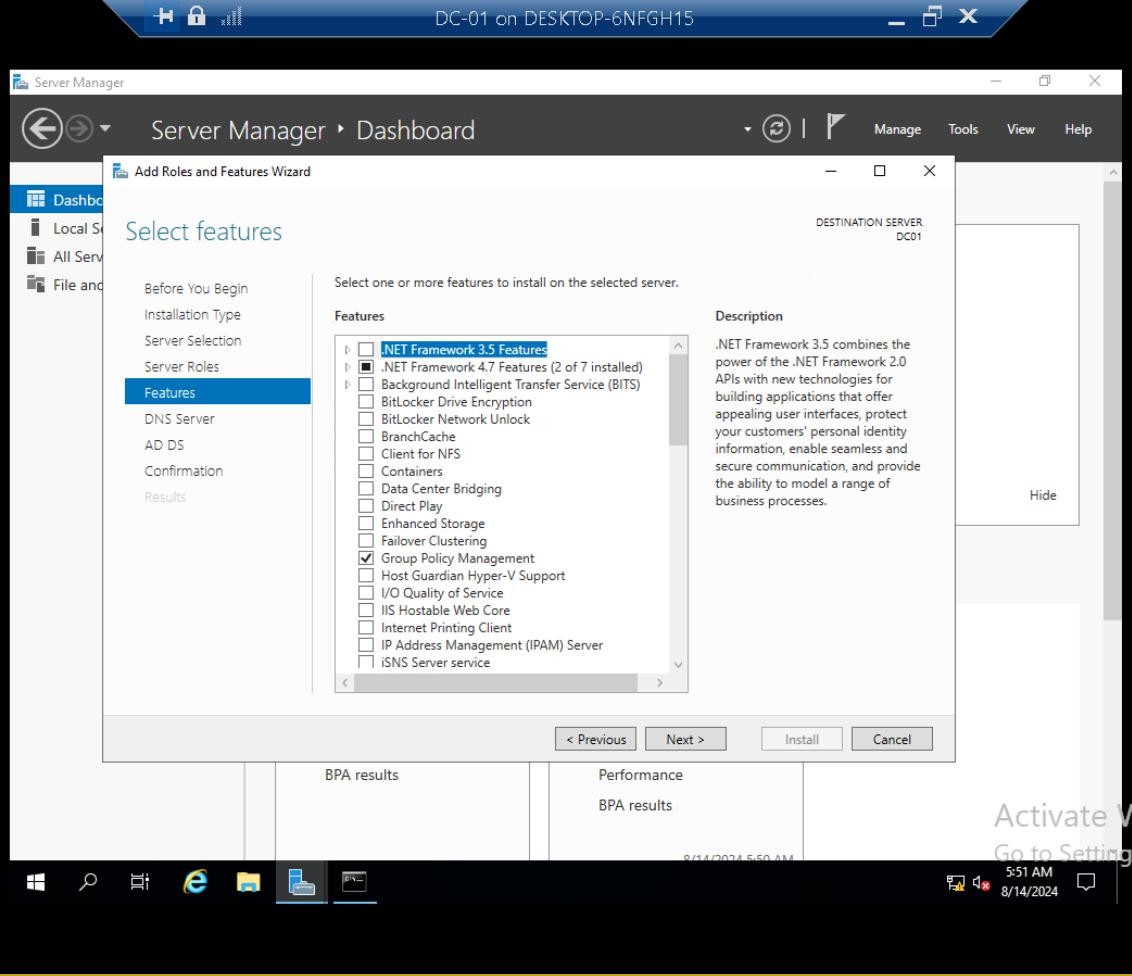 DC-01 on DESKTOP-6NFGH15
Server Manager
Server Manager ‣ Dashboard
Manage Tools View Help
Add Roles and Features Wizard
Dashbo
Local Se
All Serv
File and
Select features
DESTINATION SERVER
DC01
Before You Begin
Installation Type
Server Selection
Server Roles
Features
DNS Server
AD DS
Confirmation
Results
Select one or more features to install on the selected server.
Features
.NET Framework 3.5 Features
.NET Framework 4.7 Features (2 of 7 installed)
Background Intelligent Transfer Service (BITS)
BitLocker Drive Encryption
BitLocker Network Unlock
BranchCache
Client for NFS
Containers
Data Center Bridging
Direct Play
Enhanced Storage
Failover Clustering
Group Policy Management
Host Guardian Hyper-V Support
I/O Quality of Service
IIS Hostable Web Core
Internet Printing Client
IP Address Management (IPAM) Server
iSNS Server service
Description
.NET Framework 3.5 combines the
power of the .NET Framework 2.0
APIs with new technologies for
building applications that offer
appealing user interfaces, protect
your customers' personal identity
information, enable seamless and
secure communication, and provide
the ability to model a range of
business processes.
Hide
< Previous
Next >
Install
Cancel
BPA results
Performance
BPA results
8/14/2024 5:50 AM
Activate W
Go to Setting
5:51 AM
8/14/2024